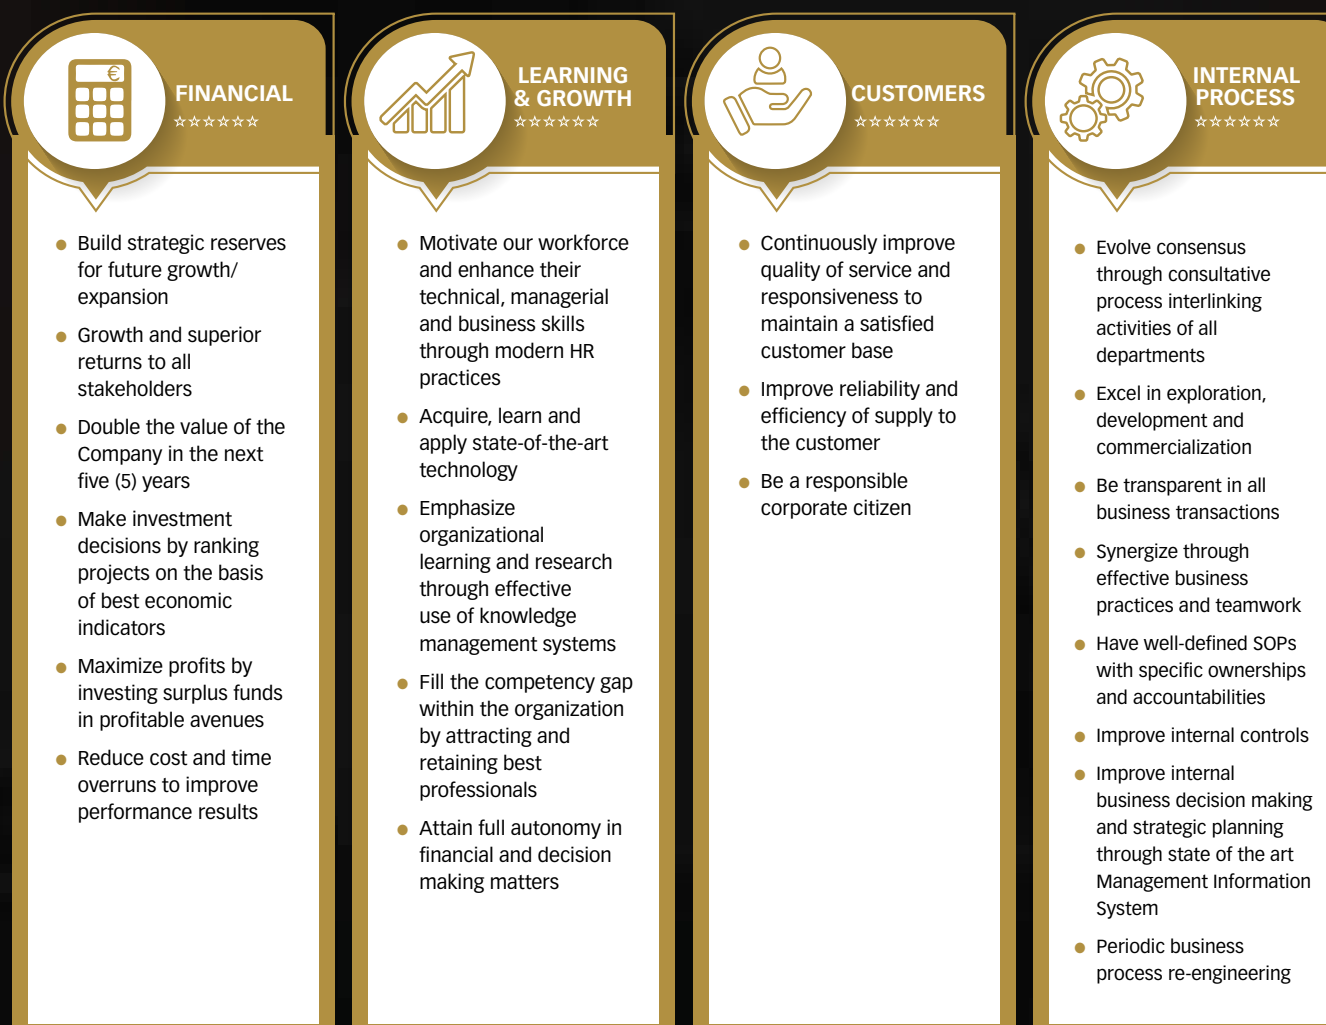 FINANCIAL
Build strategic reserves
for future growth/
expansion
Growth and superior
returns to all
stakeholders
Double the value of the
Company in the next
five (5) years
Make investment
decisions by ranking
projects on the basis
of best economic
indicators
Maximize profits by
investing surplus funds
in profitable avenues
Reduce cost and time
overruns to improve
performance results
LEARNING
& GROWTH
Motivate our workforce
and enhance their
technical, managerial
and business skills
through modern HR
practices
Acquire, learn and
apply state-of-the-art
technology
Emphasize
organizational
learning and research
through effective
use of knowledge
management systems
Fill the competency gap
within the organization
by attracting and
retaining best
professionals
Attain full autonomy in
financial and decision
making matters
CUSTOMERS
Continuously improve
quality of service and
responsiveness to
maintain a satisfied
customer base
Improve reliability and
efficiency of supply to
the customer
Be a responsible
corporate citizen
INTERNAL
PROCESS
Evolve consensus
through consultative
process interlinking
activities of all
departments
Excel in exploration,
development and
commercialization
Be transparent in all
business transactions
Synergize through
effective business
practices and teamwork
Have well-defined SOPs
with specific ownerships
and accountabilities
Improve internal controls
Improve internal
business decision making
and strategic planning
through state of the art
Management Information
System
Periodic business
process re-engineering